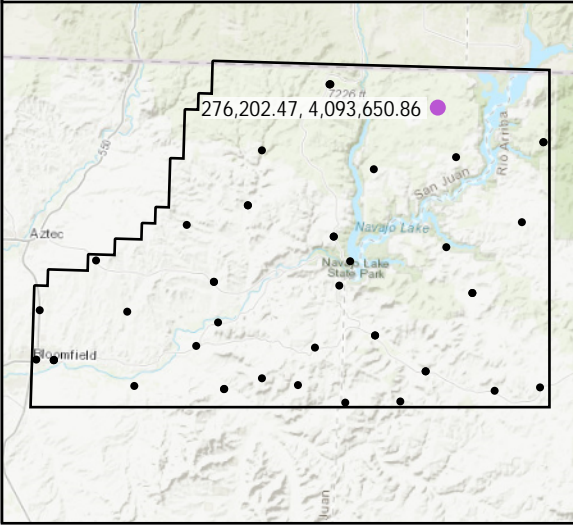 7226 ft
276,202.47, 4,093,650.86
550
Rio Arriba
San Juan
Aztec
Navajo Lake
Navajo Lake
State Park
Bloomfield
Juan